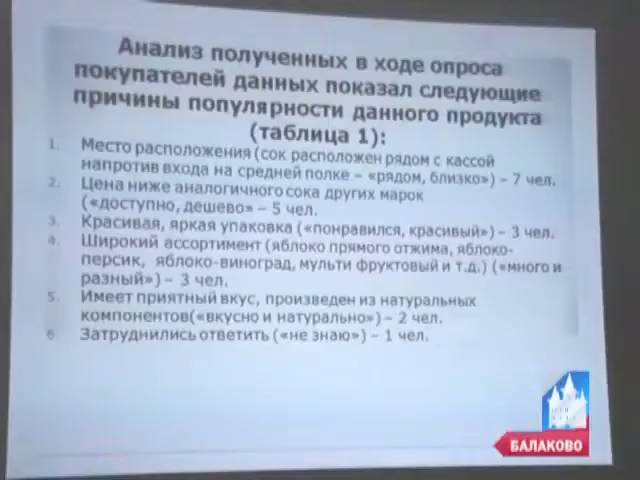 Анализ полученных в ходе опроса
покупателей данных показал следующие
причины популярности данного продукта
(таблица 1):
1. Место расположения (сок расположен рядом с кассой
напротив входа на средней полке – «рядом, близко») – 7 чел.
2. Цена ниже аналогичного сока других марок
(«доступно, дешево» – 5 чел.
3. Красивая, яркая упаковка («понравился, красивый») – 3 чел.
4. Широкий ассортимент (яблоко прямого отжима, яблоко-
персик, яблоко-виноград, мульти фруктовый и т.д.) («много и
разный») – 3 чел.
5. Имеет приятный вкус, произведен из натуральных
компонентов(«вкусно и натурально») – 2 чел.
6 Затруднились ответить («не знаю») – 1 чел.
БАЛАКОВО